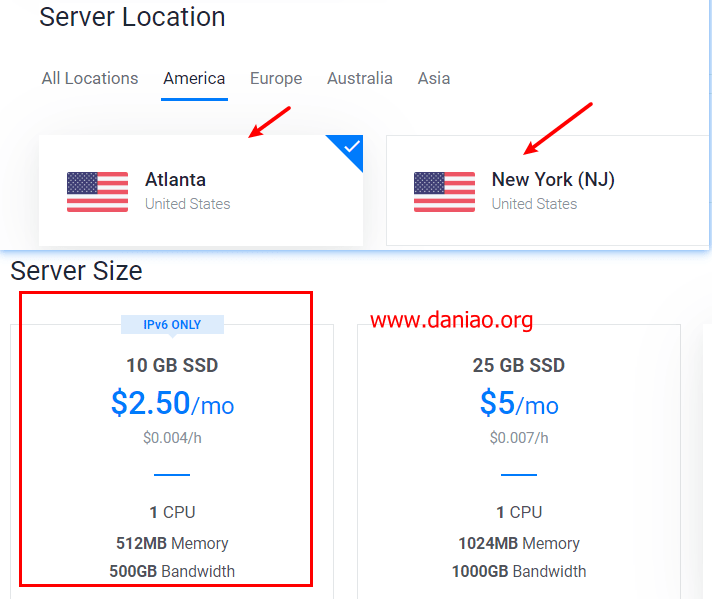 Server Location
All Locations America Europe Australia Asia
Atlanta
United States
New York (NJ)
United States
Server Size
www.daniao.org
IPv6 ONLY
10 GB SSD
$2.50/mo
$0.004/h
1 CPU
512MB Memory
500GB Bandwidth
25 GB SSD
$5/mo
$0.007/h
1 CPU
1024MB Memory
1000GB Bandwidth